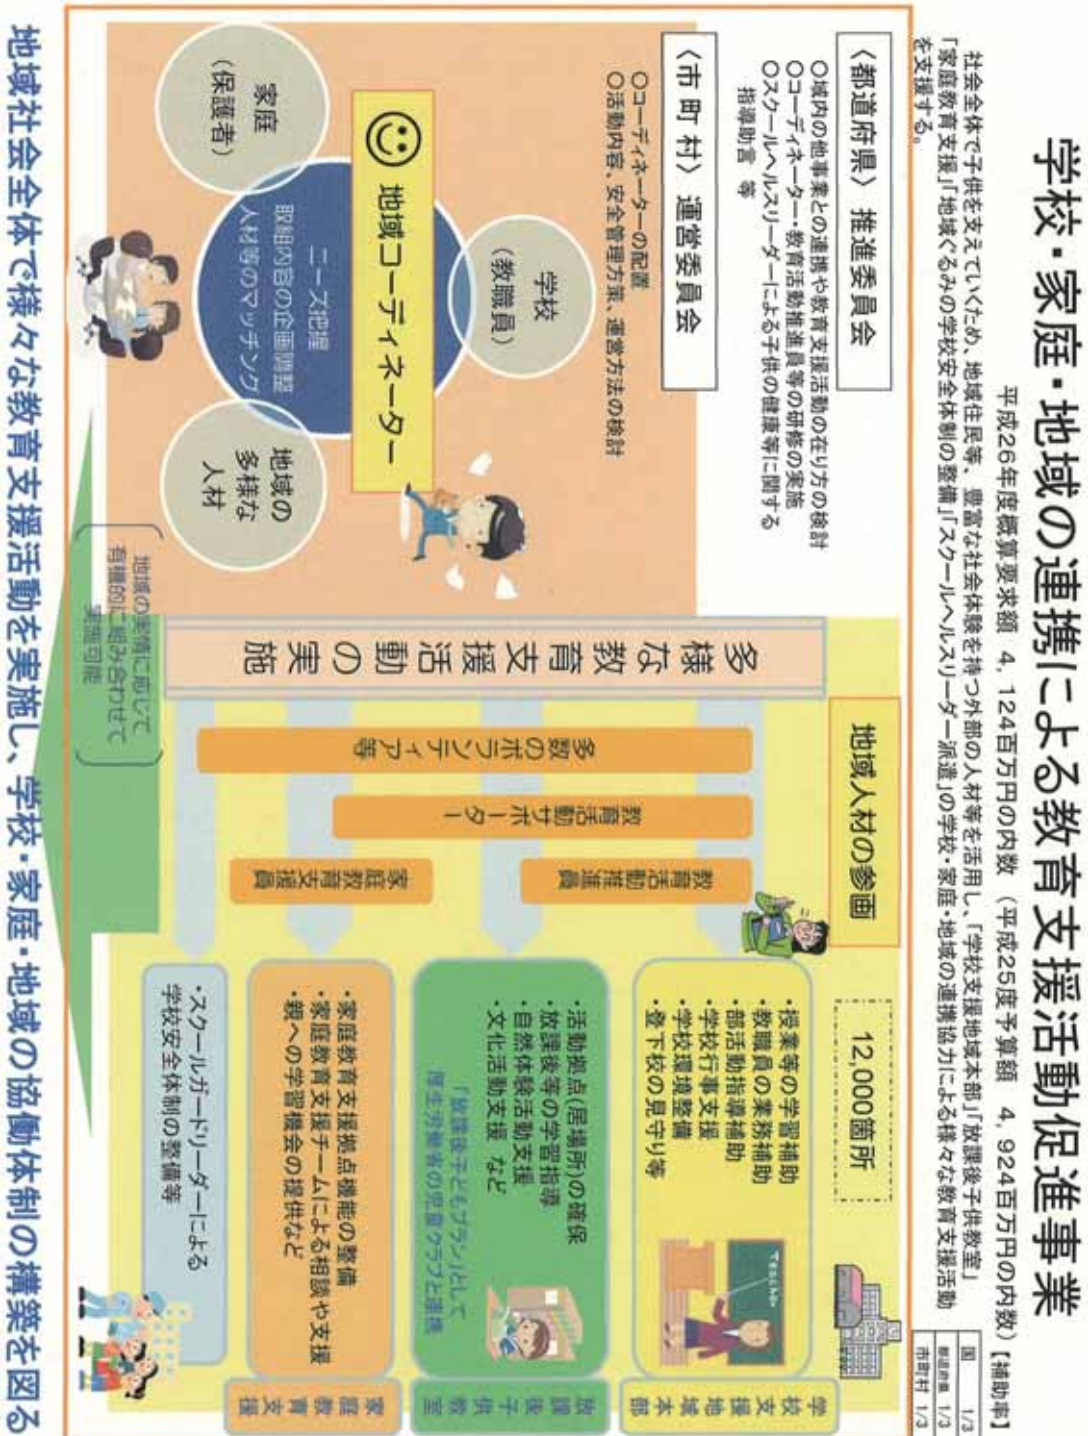 学校・家庭・地域の連携による教育支援活動促進事業
平成26年度概算要求額 4,124百万円の内数 (平成25度予算額 4,924百万円の内数)
【補助率】
国 1/3
都道府県 1/3
市町村 1/3
社会全体で子供を支えていくため、地域住民等、豊富な社会体験を持つ外部の人材等を活用し、「学校支援地域本部」「放課後子供教室」
「家庭教育支援」「地域ぐるみの学校安全体制の整備」「スクールヘルスリーダー派遣」の学校・家庭・地域の連携協力による様々な教育支援活動
を支援する。
〈都道府県〉 推進委員会
○域内の他事業との連携や教育支援活動の在り方の検討
○コーディネーター・教育活動推進員等の研修の実施
○スクールヘルスリーダーによる子供の健康等に関する
指導助言 等
〈市町村〉 運営委員会
○コーディネーターの配置
○活動内容、安全管理方策、運営方法の検討
学校
(教職員)
地域コーディネーター
ニーズ把握
取組内容の企画調整
人材等のマッチング
家庭
(保護者)
地域の
多様な
人材
多様な教育支援活動の実施
地域人材の参画
多数のボランティア等
教育活動サポーター
教育活動推進員
家庭教育支援員
12,000箇所
・授業等の学習補助
・教職員の業務補助
・部活動指導補助
・学校行事支援
・学校環境整備
・登下校の見守り等
学校支援地域本部
・活動拠点(居場所)の確保
・放課後等の学習指導
・自然体験活動支援
・文化活動支援 など
「放課後子どもプラン」として
厚生労働省の児童クラブと連携
放課後子供教室
・家庭教育支援拠点機能の整備
・家庭教育支援チームによる相談や支援
・親への学習機会の提供など
家庭教育支援
・スクールガードリーダーによる
学校安全体制の整備等
地域の実情に応じて
有機的に組み合わせて
実施可能
地域社会全体で様々な教育支援活動を実施し、学校・家庭・地域の協働体制の構築を図る